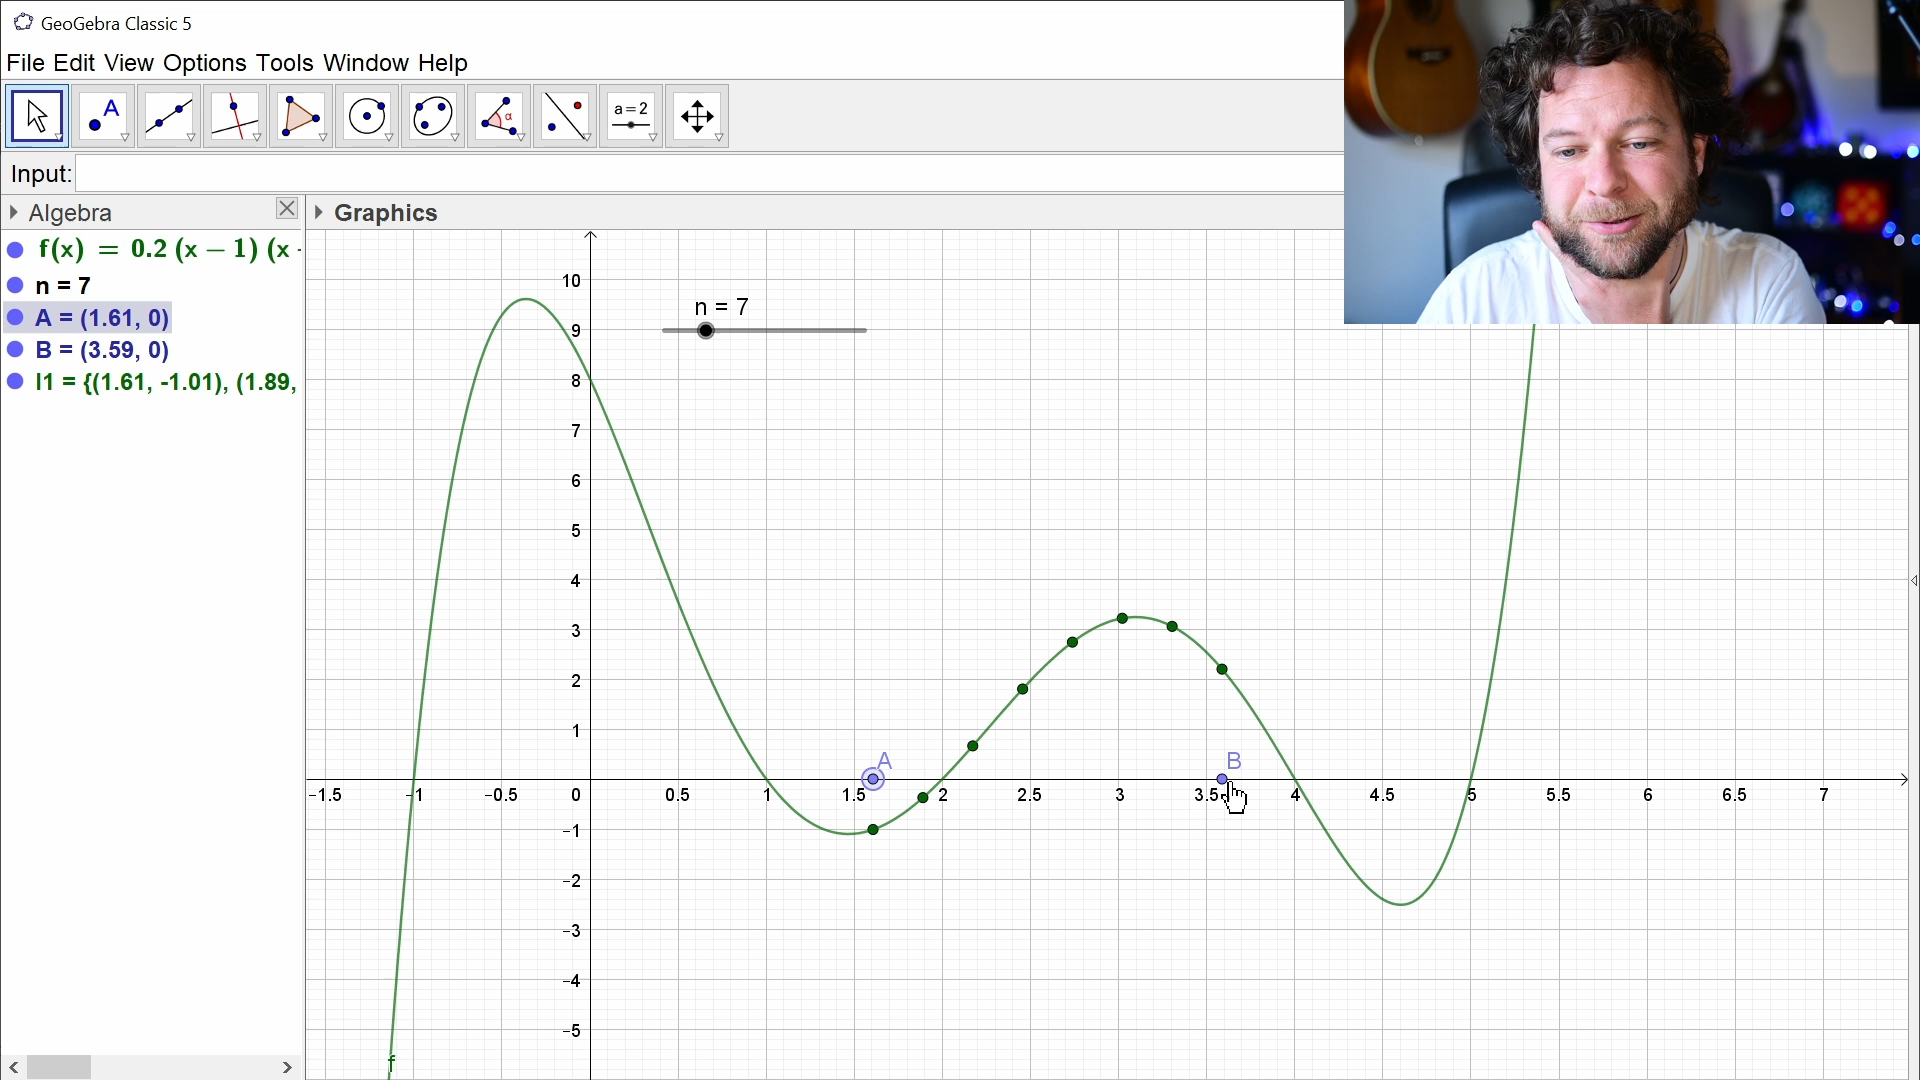 GeoGebra Classic 5
File Edit View Options Tools Window Help
A
α
a=2
Input:
Algebra
Graphics
f(x) = 0.2 (x − 1) (x -
n = 7
A = (1.61, 0)
B = (3.59, 0)
l1 = {(1.61, -1.01), (1.89,
n = 7
10
9
8
7
6
5
4
3
2
1
A
B
−1.5
−1
−0.5
0
0.5
1
1.5
2
2.5
3
3.5
4
4.5
5
5.5
6
6.5
7
−1
−2
−3
−4
−5
f